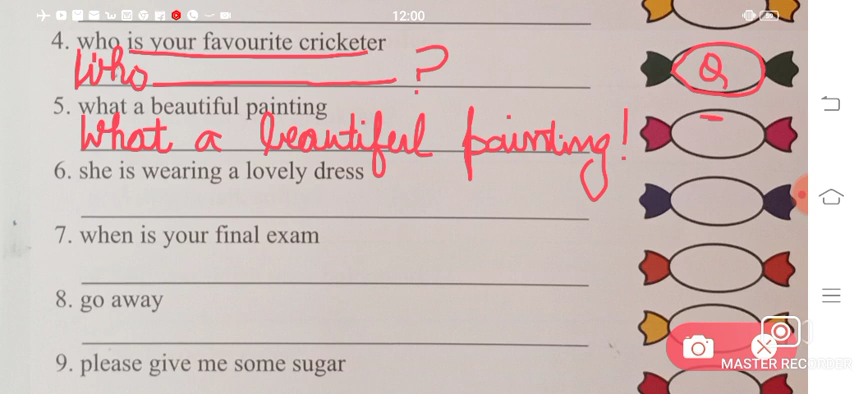 12:00
4. who is your favourite cricketer
Who ?
Q
5. what a beautiful painting
What a beautiful painting!
6. she is wearing a lovely dress
7. when is your final exam
8. go away
9. please give me some sugar
MASTER RECORDER